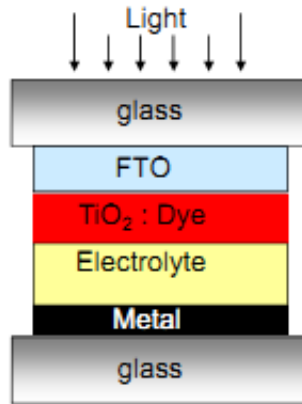 Light
glass
FTO
TiO₂ : Dye
Electrolyte
Metal
glass